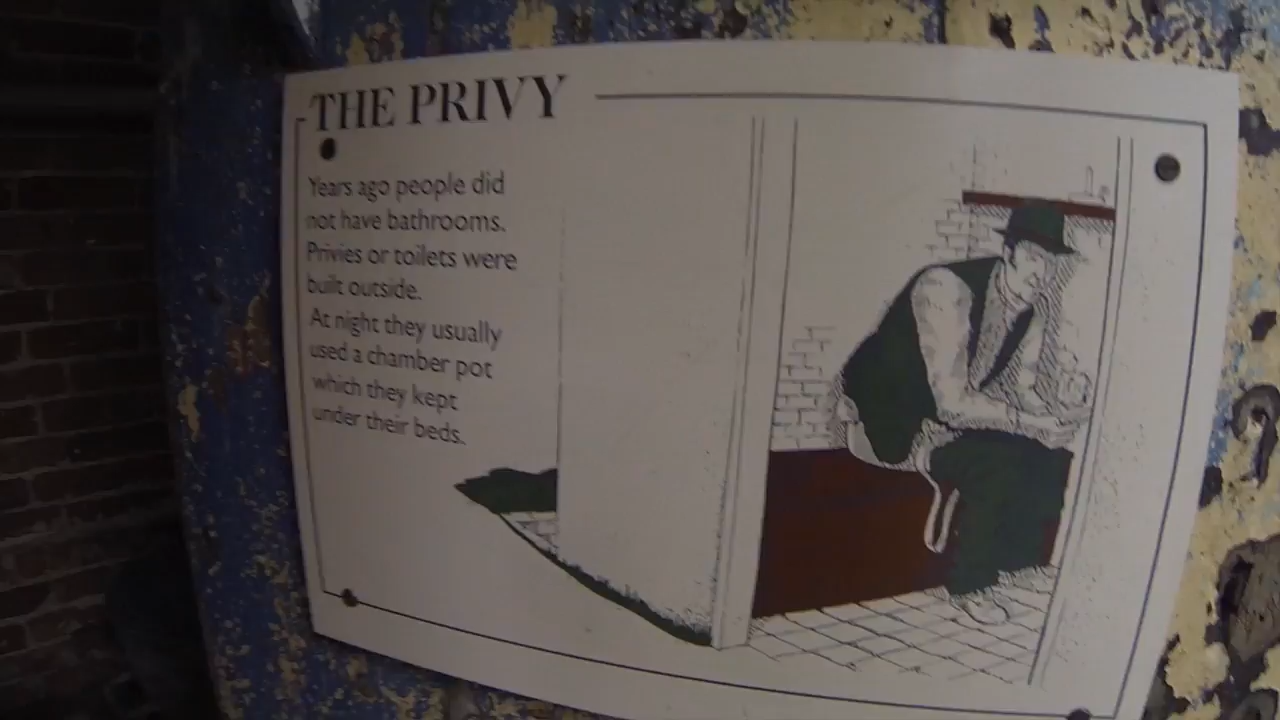 THE PRIVY
Years ago people did
not have bathrooms.
Privies or toilets were
built outside.
At night they usually
used a chamber pot
which they kept
under their beds.